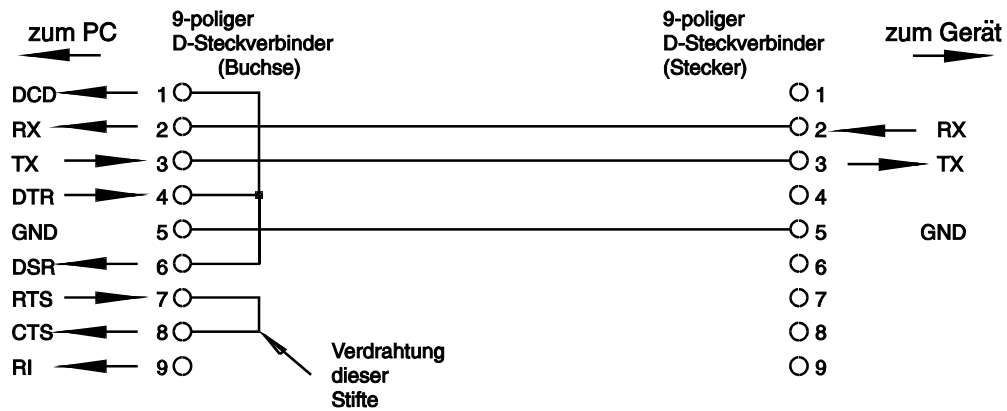 zum PC
9-poliger
D-Steckverbinder
(Buchse)
9-poliger
D-Steckverbinder
(Stecker)
zum Gerät
DCD 1 1
RX 2 2 RX
TX 3 3 TX
DTR 4 4
GND 5 5 GND
DSR 6 6
RTS 7 7
CTS 8 8
RI 9 9
Verdrahtung
dieser
Stifte